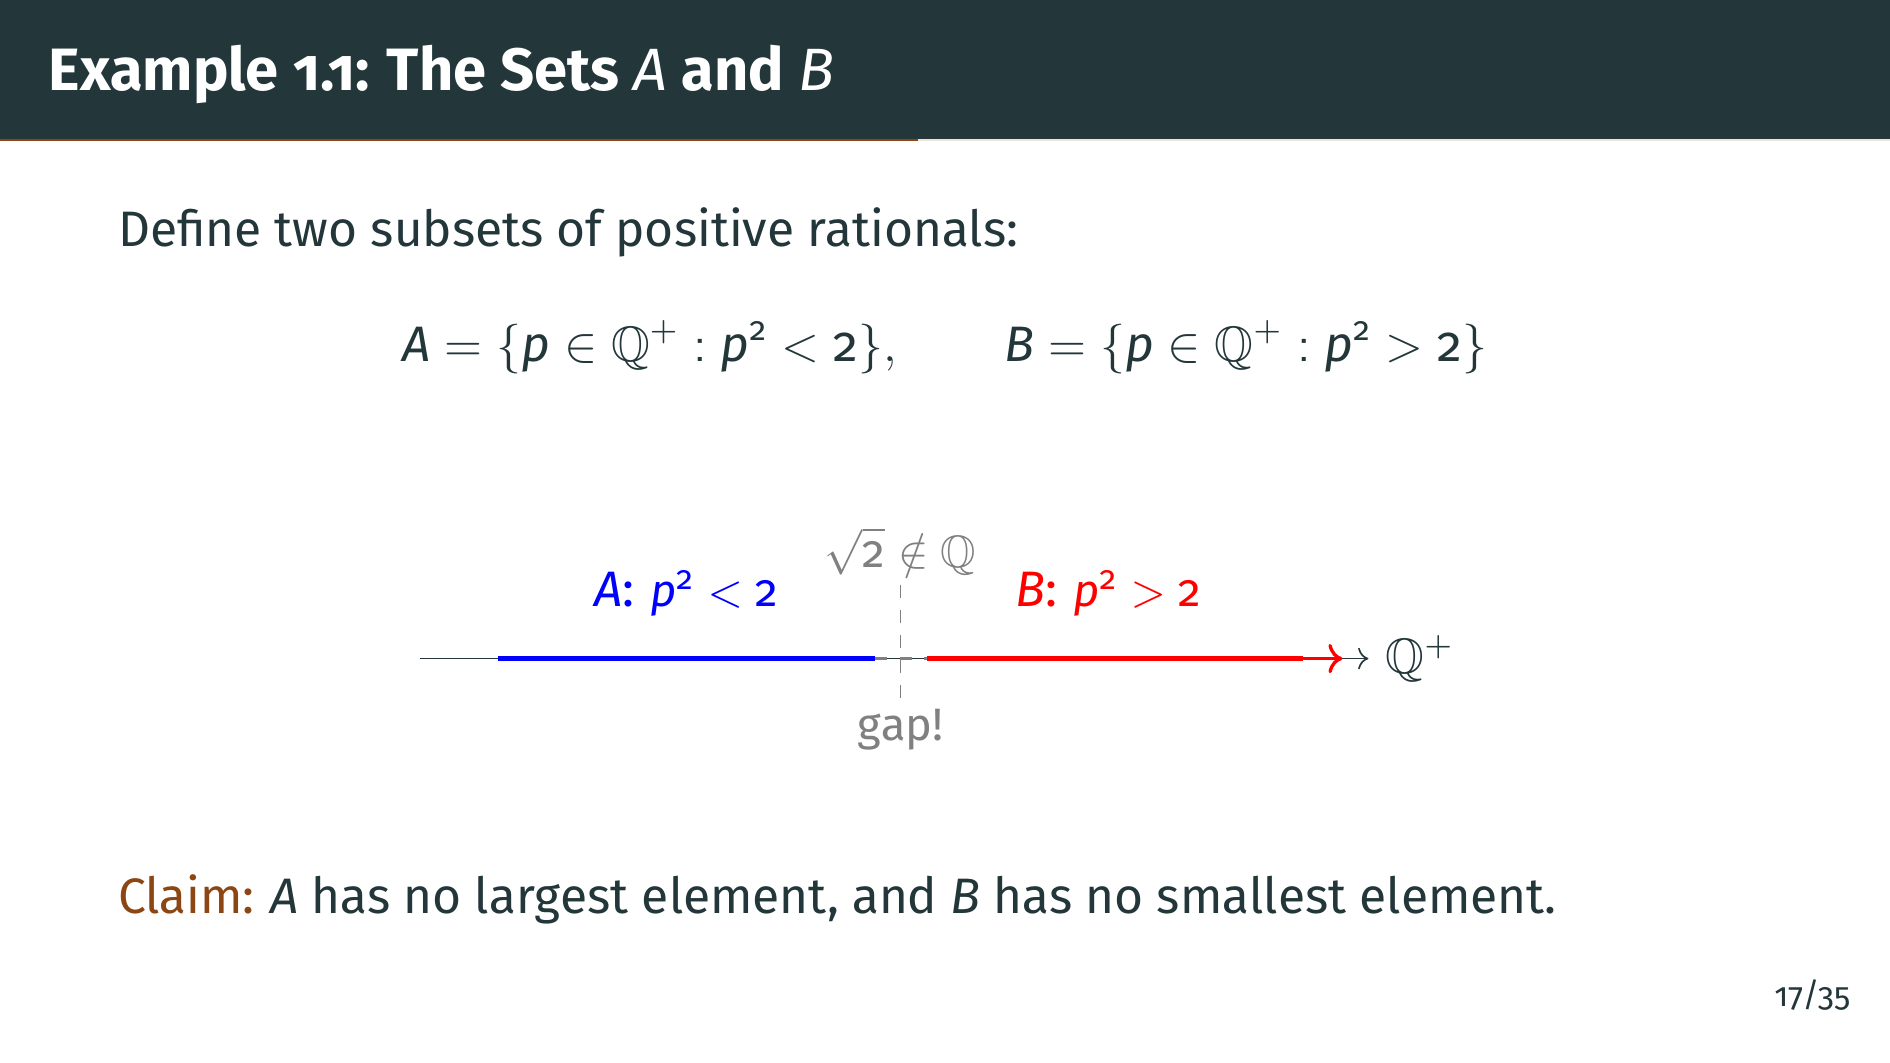 Example 1.1: The Sets A and B
Define two subsets of positive rationals:
A = {p ∈ ℚ⁺ : p² < 2},  B = {p ∈ ℚ⁺ : p² > 2}
√2 ∉ ℚ
A: p² < 2  B: p² > 2
ℚ⁺
gap!
Claim: A has no largest element, and B has no smallest element.
17/35